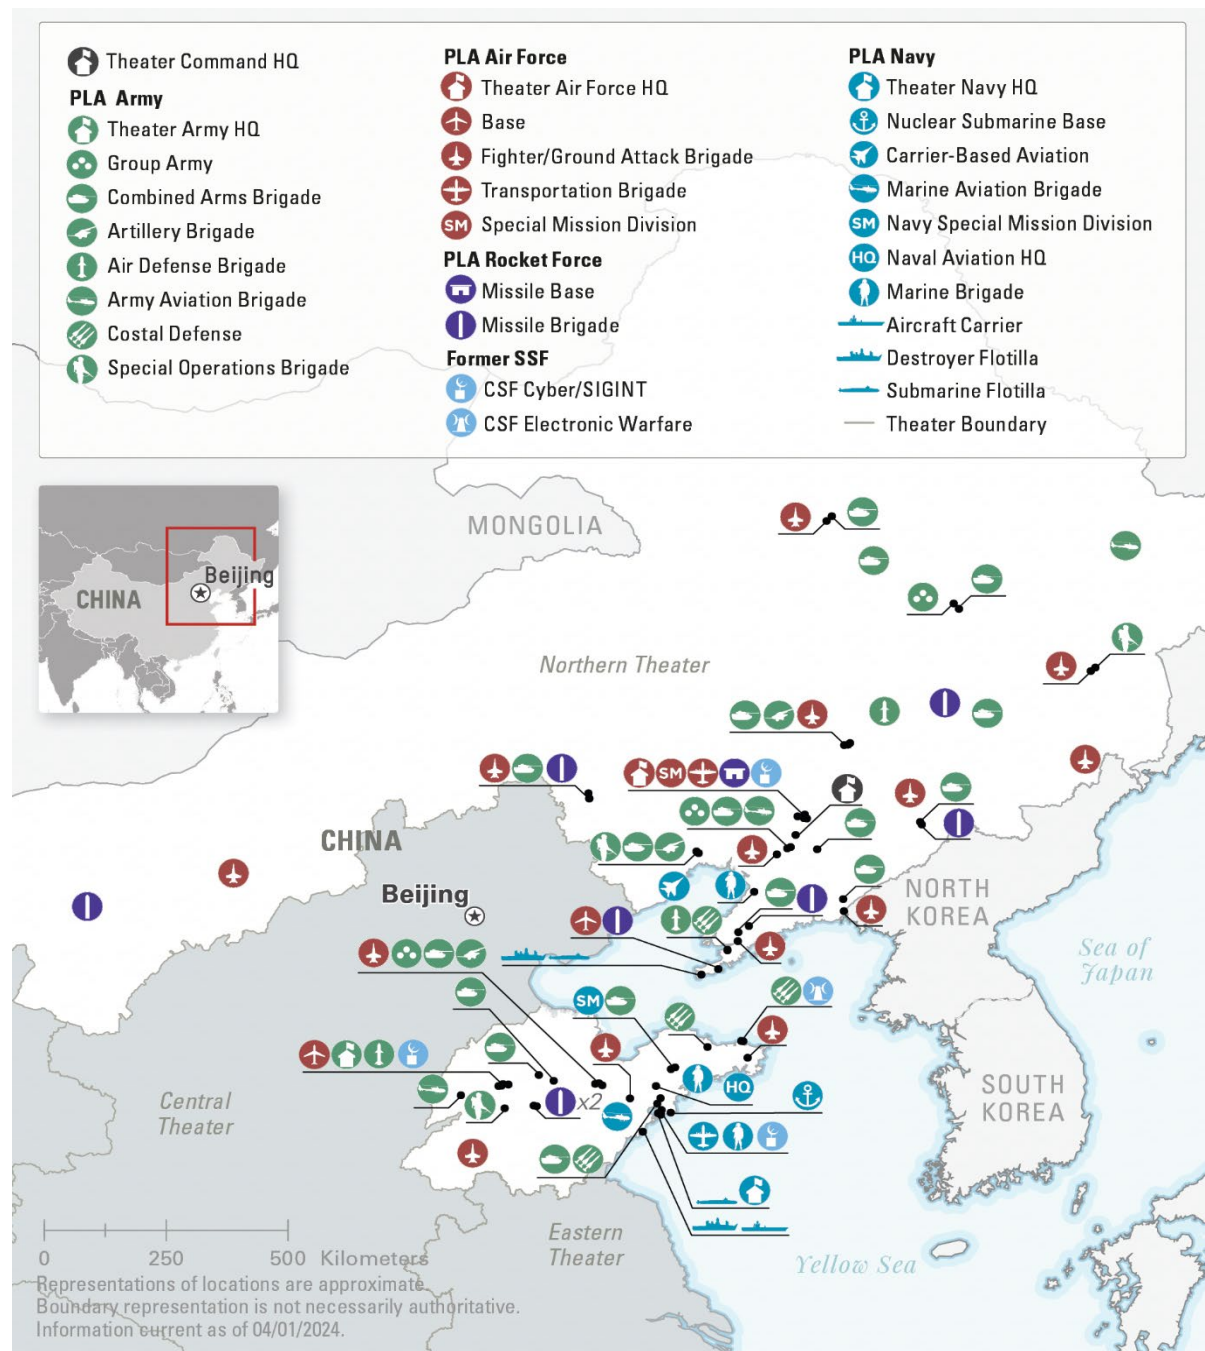 Theater Command HQ
PLA Army
Theater Army HQ
Group Army
Combined Arms Brigade
Artillery Brigade
Air Defense Brigade
Army Aviation Brigade
Costal Defense
Special Operations Brigade
PLA Air Force
Theater Air Force HQ
Base
Fighter/Ground Attack Brigade
Transportation Brigade
SM Special Mission Division
PLA Rocket Force
Missile Base
Missile Brigade
Former SSF
CSF Cyber/SIGINT
CSF Electronic Warfare
PLA Navy
Theater Navy HQ
Nuclear Submarine Base
Carrier-Based Aviation
Marine Aviation Brigade
SM Navy Special Mission Division
HQ Naval Aviation HQ
Marine Brigade
Aircraft Carrier
Destroyer Flotilla
Submarine Flotilla
Theater Boundary
Beijing
CHINA
MONGOLIA
Northern Theater
SM
CHINA
Beijing
NORTH
KOREA
Sea of
Japan
SM
HQ
SOUTH
KOREA
x2
Central
Theater
Eastern
Theater
Yellow Sea
0 250 500 Kilometers
Representations of locations are approximate.
Boundary representation is not necessarily authoritative.
Information current as of 04/01/2024.